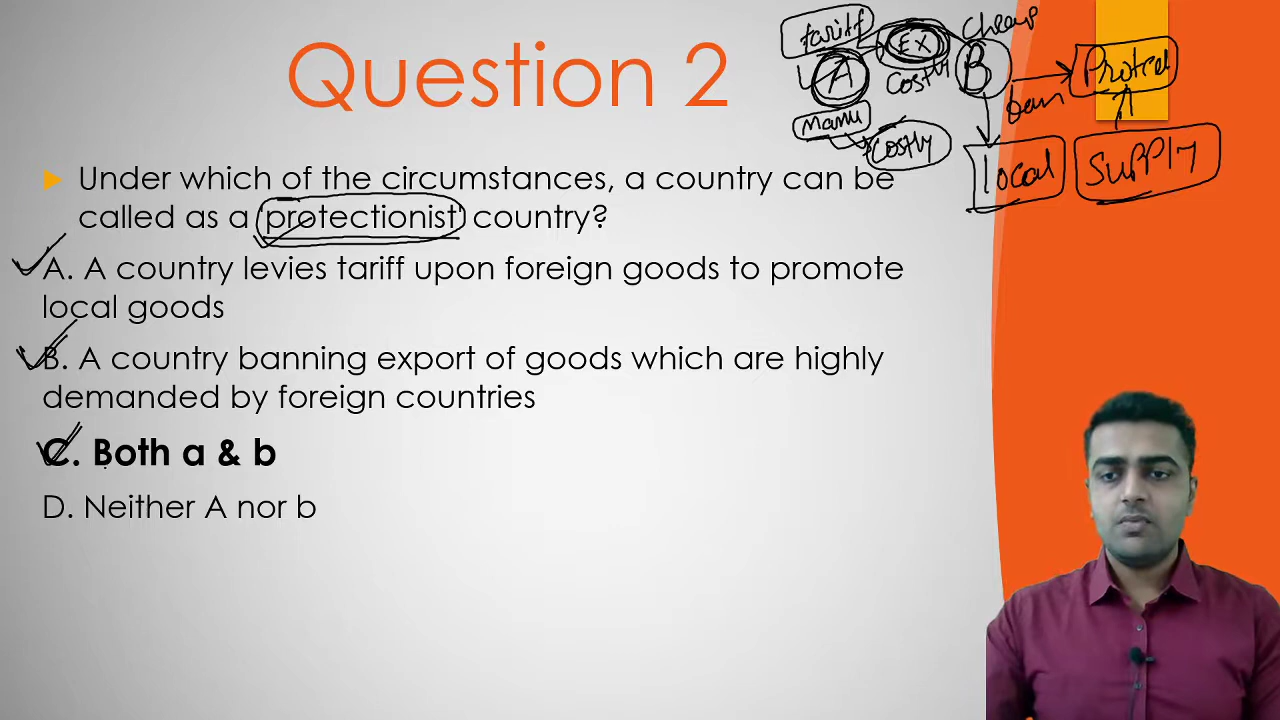 Question 2
tariff
A
Manu
costly
EX
costly
cheap
B
ban
Protect
local
SUPPLY
Under which of the circumstances, a country can be
called as a 'protectionist' country?
A. A country levies tariff upon foreign goods to promote
local goods
B. A country banning export of goods which are highly
demanded by foreign countries
C. Both a & b
D. Neither A nor b